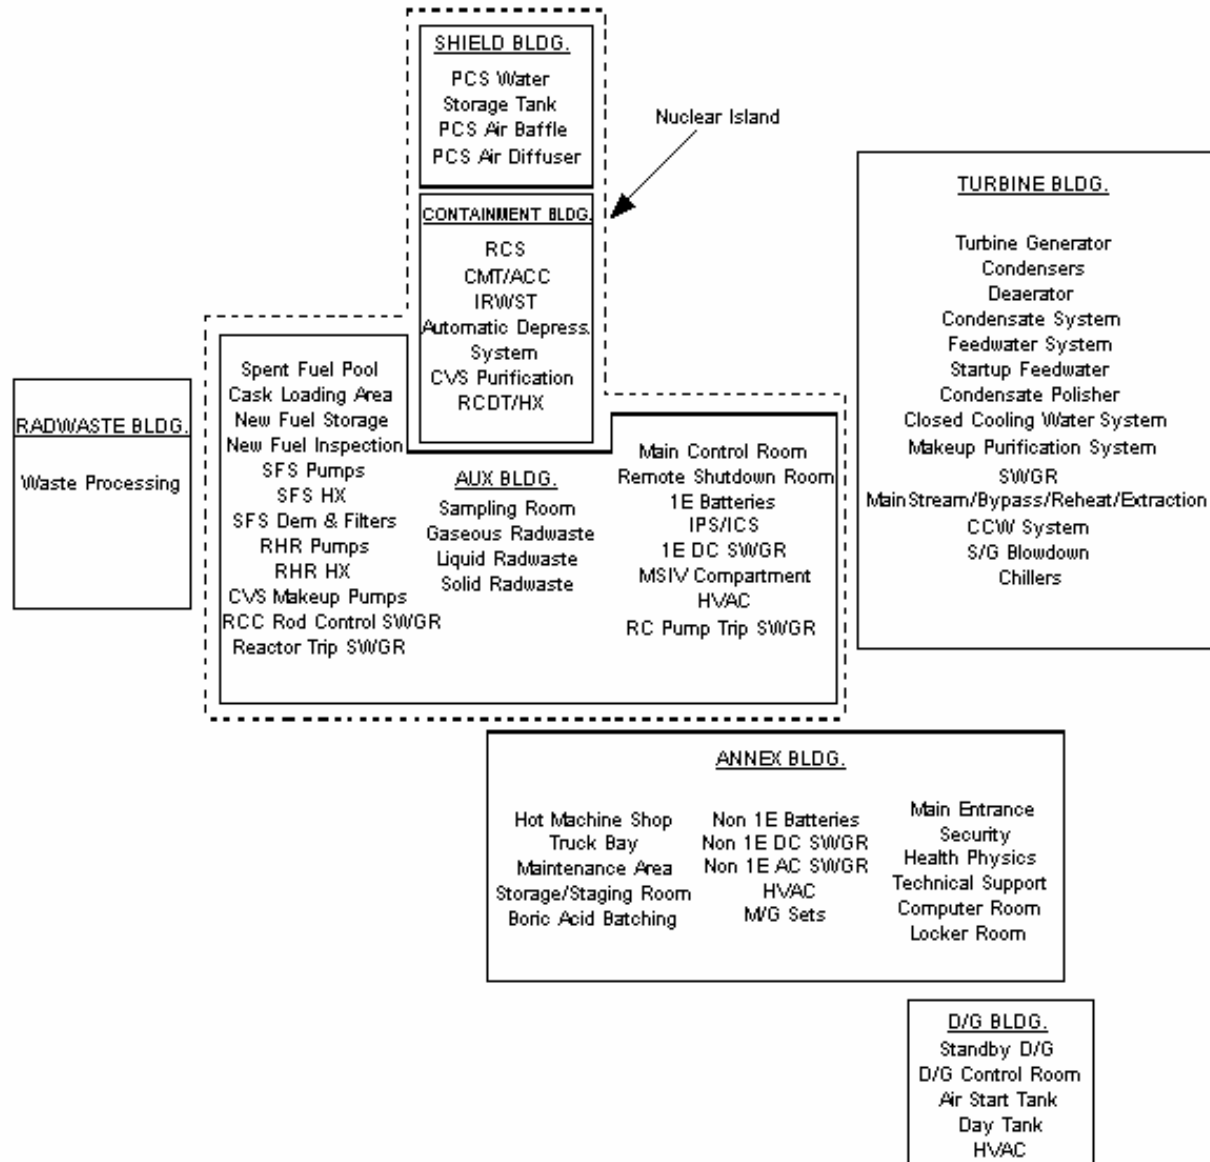 SHIELD BLDG.
PCS Water
Storage Tank
PCS Air Baffle
PCS Air Diffuser
Nuclear Island
CONTAINMENT BLDG.
RCS
CMT/ACC
IRWST
Automatic Depress.
System
CVS Purification
RCDT/HX
TURBINE BLDG.
Turbine Generator
Condensers
Deaerator
Condensate System
Feedwater System
Startup Feedwater
Condensate Polisher
Closed Cooling Water System
Makeup Purification System
SWGR
MainStream/Bypass/Reheat/Extraction
CCW System
S/G Blowdown
Chillers
RADWASTE BLDG.
Waste Processing
Spent Fuel Pool
Cask Loading Area
New Fuel Storage
New Fuel Inspection
SFS Pumps
SFS HX
SFS Dem & Filters
RHR Pumps
RHR HX
CVS Makeup Pumps
RCC Rod Control SWGR
Reactor Trip SWGR
AUX BLDG.
Sampling Room
Gaseous Radwaste
Liquid Radwaste
Solid Radwaste
Main Control Room
Remote Shutdown Room
1E Batteries
IPS/ICS
1E DC SWGR
MSIV Compartment
HVAC
RC Pump Trip SWGR
ANNEX BLDG.
Hot Machine Shop
Truck Bay
Maintenance Area
Storage/Staging Room
Boric Acid Batching
Non 1E Batteries
Non 1E DC SWGR
Non 1E AC SWGR
HVAC
M/G Sets
Main Entrance
Security
Health Physics
Technical Support
Computer Room
Locker Room
D/G BLDG.
Standby D/G
D/G Control Room
Air Start Tank
Day Tank
HVAC